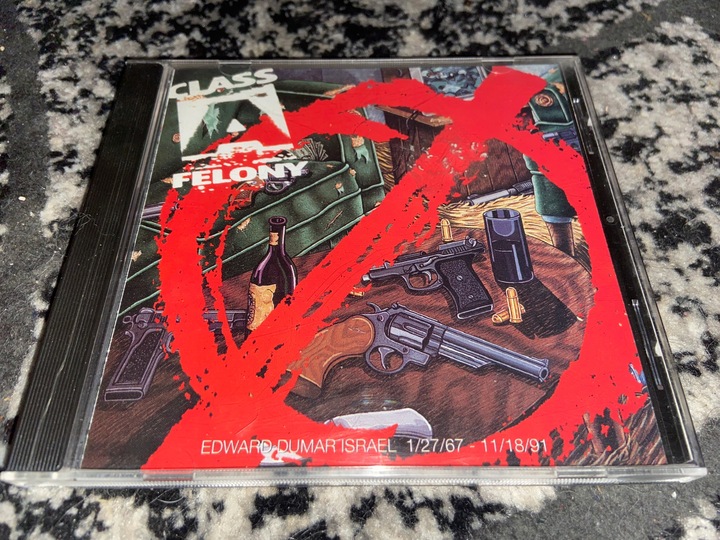 CLASS
A
FELONY
EDWARD DUMAR ISRAEL 1/27/67 - 11/18/91